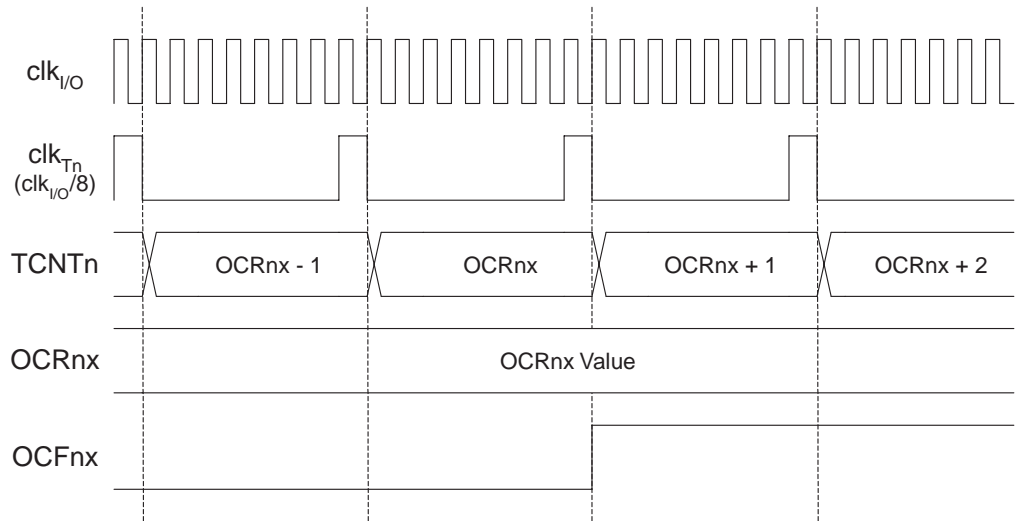 clkI/O
clkTn
(clkI/O/8)
TCNTn
OCRnx - 1
OCRnx
OCRnx + 1
OCRnx + 2
OCRnx
OCRnx Value
OCFnx